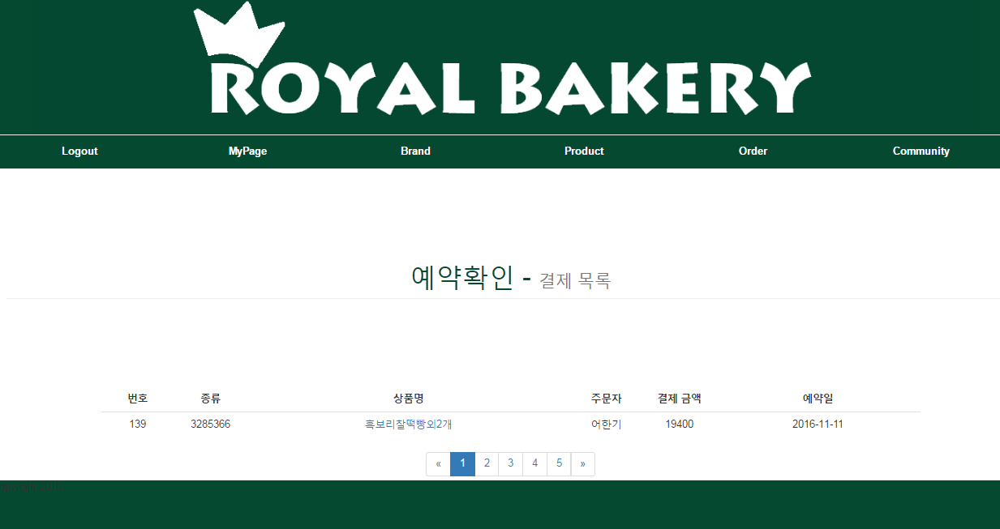 ROYAL BAKERY
Logout MyPage Brand Product Order Community
예약확인 - 결제 목록
번호 종류 상품명 주문자 결제 금액 예약일
139 3285366 흑보리찰떡빵외2개 어한기 19400 2016-11-11
« 1 2 3 4 5 »